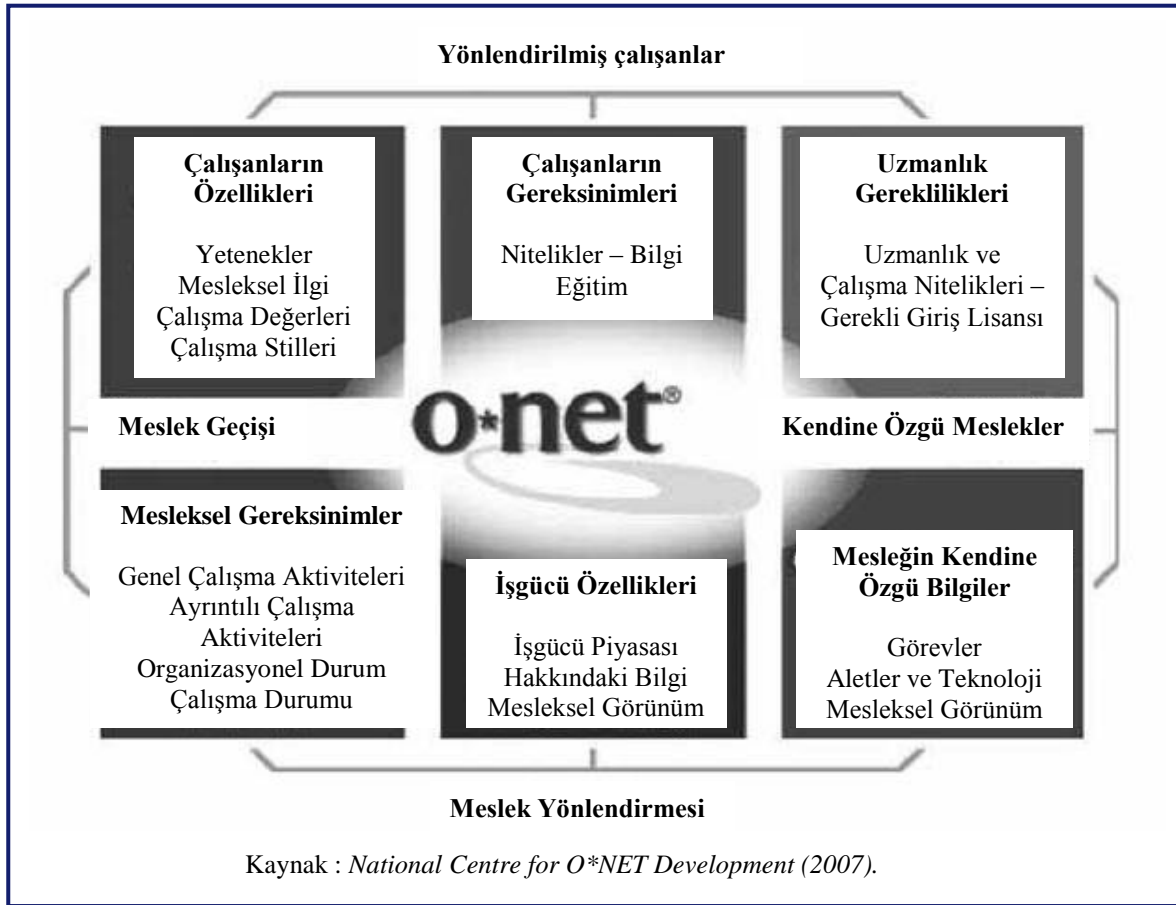 Yönlendirilmiş çalışanlar
Çalışanların
Özellikleri
Yetenekler
Mesleksel İlgi
Çalışma Değerleri
Çalışma Stilleri
Çalışanların
Gereksinimleri
Nitelikler – Bilgi
Eğitim
Uzmanlık
Gereklilikleri
Uzmanlık ve
Çalışma Nitelikleri –
Gerekli Giriş Lisansı
Meslek Geçişi
o*net®
Kendine Özgü Meslekler
Mesleksel Gereksinimler
Genel Çalışma Aktiviteleri
Ayrıntılı Çalışma
Aktiviteleri
Organizasyonel Durum
Çalışma Durumu
İşgücü Özellikleri
İşgücü Piyasası
Hakkındaki Bilgi
Mesleksel Görünüm
Mesleğin Kendine
Özgü Bilgiler
Görevler
Aletler ve Teknoloji
Mesleksel Görünüm
Meslek Yönlendirmesi
Kaynak : National Centre for O*NET Development (2007).